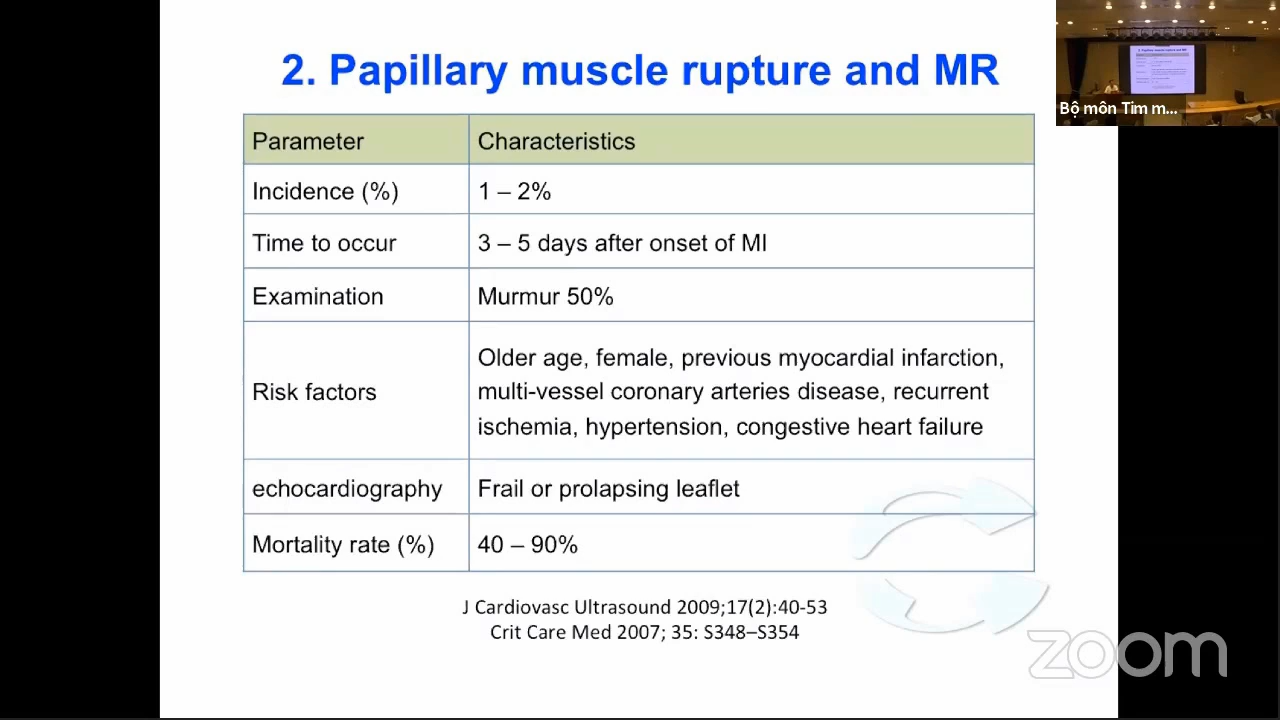 2. Papillary muscle rupture and MR
Bộ môn Tim m...
Parameter
Characteristics
Incidence (%)
1 – 2%
Time to occur
3 – 5 days after onset of MI
Examination
Murmur 50%
Risk factors
Older age, female, previous myocardial infarction,
multi-vessel coronary arteries disease, recurrent
ischemia, hypertension, congestive heart failure
echocardiography
Frail or prolapsing leaflet
Mortality rate (%)
40 – 90%
J Cardiovasc Ultrasound 2009;17(2):40-53
Crit Care Med 2007; 35: S348–S354
zoom